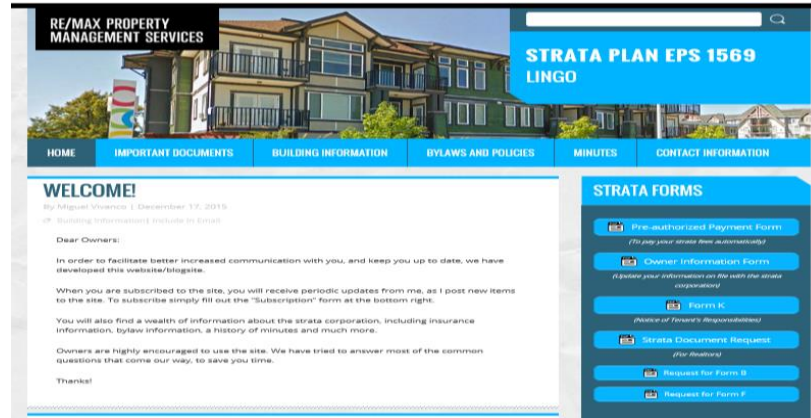 RE/MAX PROPERTY
MANAGEMENT SERVICES
STRATA PLAN EPS 1569
LINGO
HOME
IMPORTANT DOCUMENTS
BUILDING INFORMATION
BYLAWS AND POLICIES
MINUTES
CONTACT INFORMATION
WELCOME!
By Miguel Vivanco | December 17, 2015
Building Information| Include in Email
Dear Owners:
In order to facilitate better increased communication with you, and keep you up to date, we have
developed this website/blogsite.
When you are subscribed to the site, you will receive periodic updates from me, as I post new items
to the site. To subscribe simply fill out the "Subscription" form at the bottom right.
You will also find a wealth of information about the strata corporation, including insurance
information, bylaw information, a history of minutes and much more.
Owners are highly encouraged to use the site. We have tried to answer most of the common
questions that come our way, to save you time.
Thanks!
STRATA FORMS
Pre-authorized Payment Form
(To pay your strata fees automatically)
Owner Information Form
(Update your information on file with the strata
corporation)
Form K
(Notice of Tenant's Responsibilities)
Strata Document Request
(For Realtors)
Request for Form B
Request for Form F